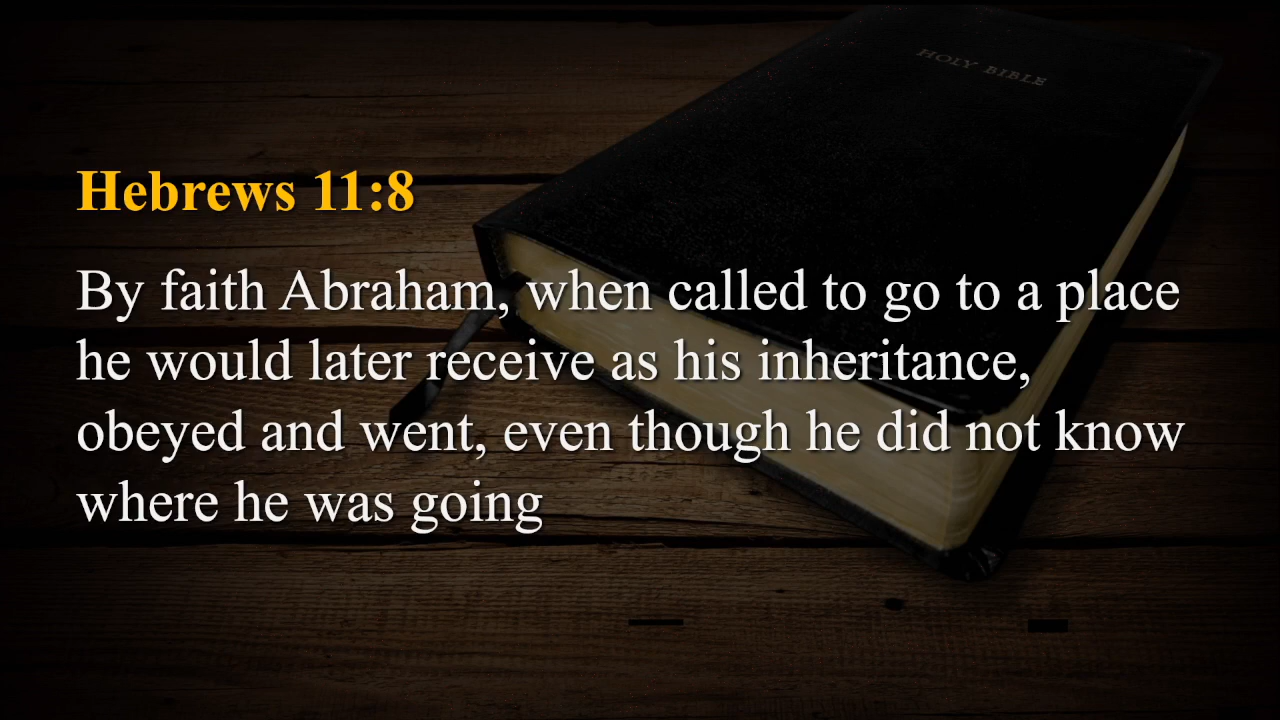 HOLY BIBLE
Hebrews 11:8
By faith Abraham, when called to go to a place
he would later receive as his inheritance,
obeyed and went, even though he did not know
where he was going